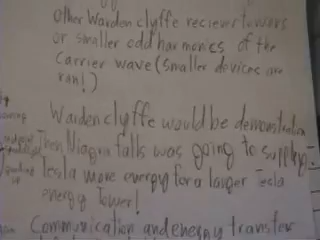 Other Wardenclyffe reciever towers
or smaller odd harmonics of the
Carrier wave (smaller devices are
ran!)
Wardenclyffe would be demonstration
Then Niagra falls was going to supply
Tesla more energy for a larger Tesla
energy Tower!
Communication and energy transfer